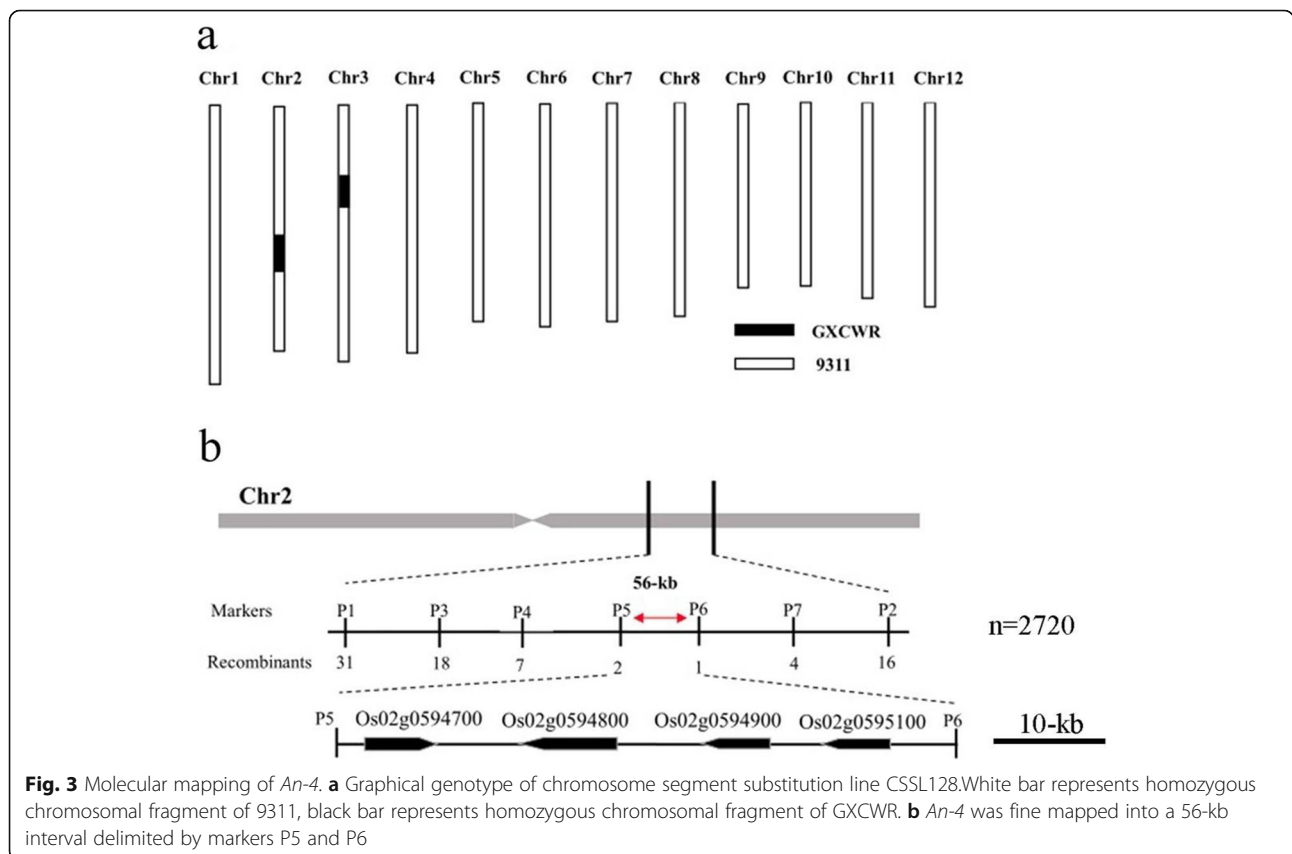 a
Chr1 Chr2 Chr3 Chr4 Chr5 Chr6 Chr7 Chr8 Chr9 Chr10 Chr11 Chr12
GXCWR
9311
b
Chr2
56-kb
Markers P1 P3 P4 P5 P6 P7 P2
n=2720
Recombinants 31 18 7 2 1 4 16
P5 Os02g0594700 Os02g0594800 Os02g0594900 Os02g0595100 P6
10-kb
Fig. 3 Molecular mapping of An-4. a Graphical genotype of chromosome segment substitution line CSSL128.White bar represents homozygous
chromosomal fragment of 9311, black bar represents homozygous chromosomal fragment of GXCWR. b An-4 was fine mapped into a 56-kb
interval delimited by markers P5 and P6